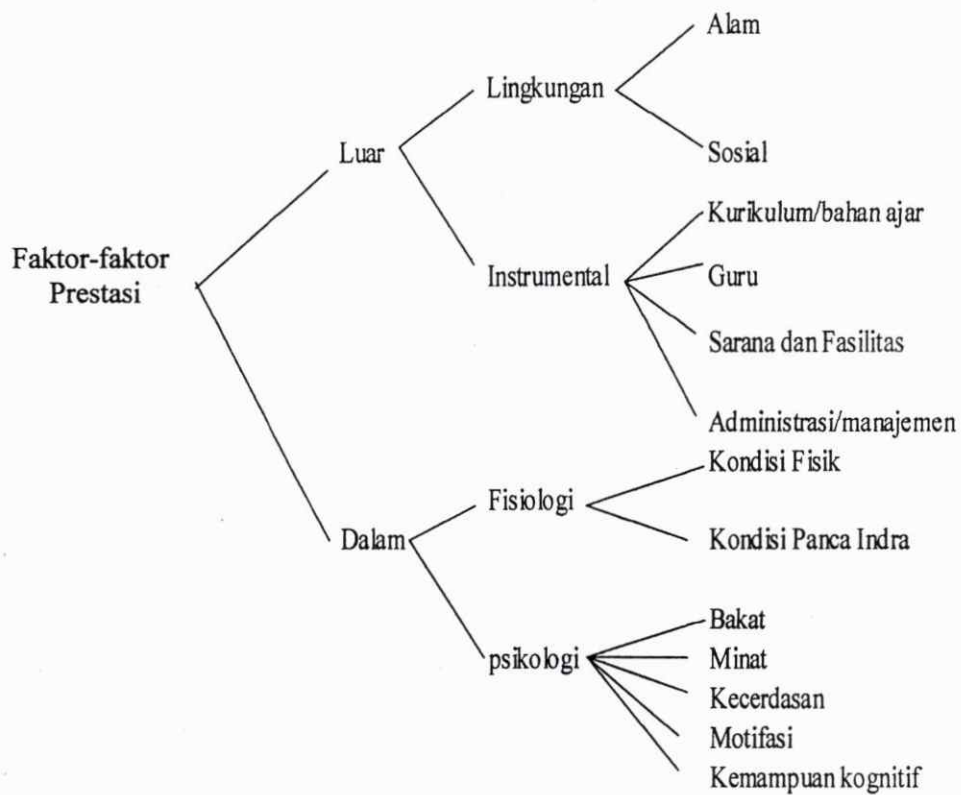 Faktor-faktor
Prestasi
Luar
Lingkungan
Alam
Sosial
Instrumental
Kurikulum/bahan ajar
Guru
Sarana dan Fasilitas
Administrasi/manajemen
Dalam
Fisiologi
Kondisi Fisik
Kondisi Panca Indra
psikologi
Bakat
Minat
Kecerdasan
Motifasi
Kemampuan kognitif